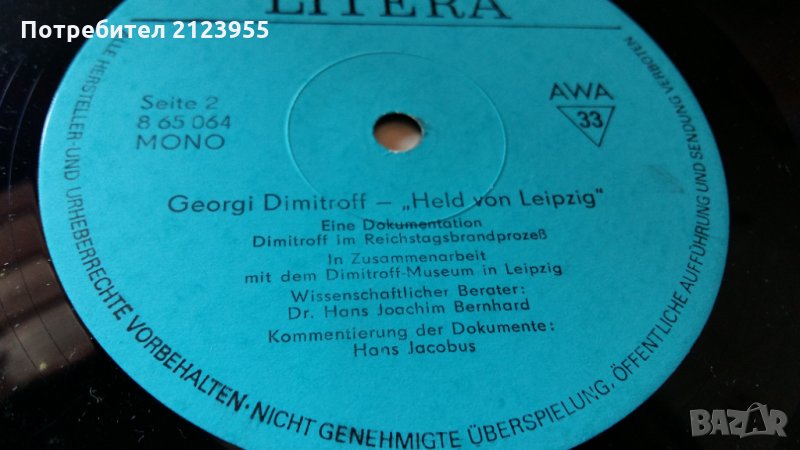 Потребител 2123955
LITERA
Seite 2
8 65 064
MONO
AWA
33
Georgi Dimitroff – „Held von Leipzig"
Eine Dokumentation
Dimitroff im Reichstagsbrandprozeß
In Zusammenarbeit
mit dem Dimitroff-Museum in Leipzig
Wissenschaftlicher Berater:
Dr. Hans Joachim Bernhard
Kommentierung der Dokumente:
Hans Jacobus
ALLE HERSTELLER- UND URHEBERRECHTE VORBEHALTEN · NICHT GENEHMIGTE ÜBERSPIELUNG, ÖFFENTLICHE AUFFÜHRUNG UND SENDUNG VERBOTEN
BAZAR